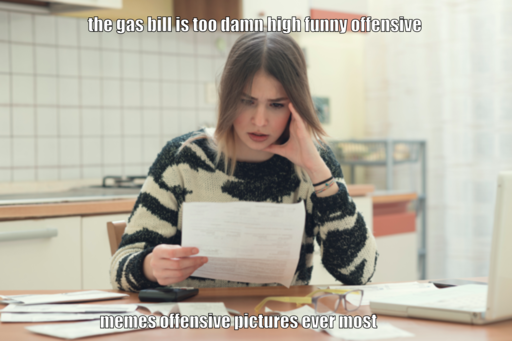 the gas bill is too damn high funny offensive
memes offensive pictures ever most